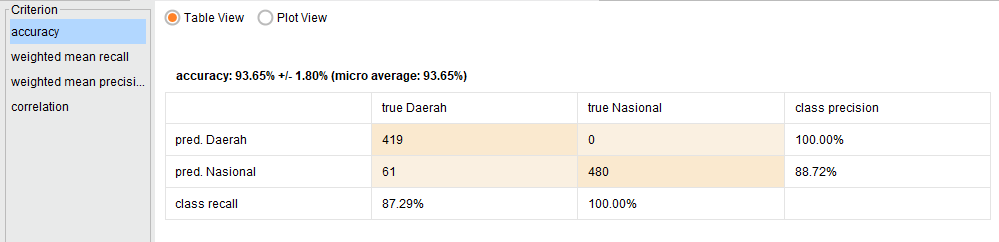 Criterion
accuracy
weighted mean recall
weighted mean precisi...
correlation
Table View Plot View
accuracy: 93.65% +/- 1.80% (micro average: 93.65%)
true Daerah true Nasional class precision
pred. Daerah 419 0 100.00%
pred. Nasional 61 480 88.72%
class recall 87.29% 100.00%